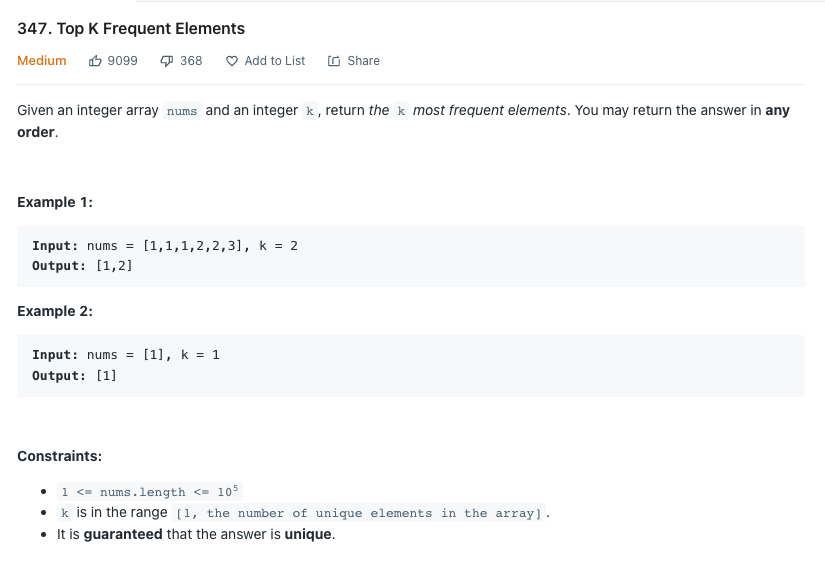 347. Top K Frequent Elements
Medium 9099 368 Add to List Share
Given an integer array nums and an integer k, return the k most frequent elements. You may return the answer in any
order.
Example 1:
Input: nums = [1,1,1,2,2,3], k = 2
Output: [1,2]
Example 2:
Input: nums = [1], k = 1
Output: [1]
Constraints:
• 1 <= nums.length <= 10⁵
• k is in the range [1, the number of unique elements in the array].
• It is guaranteed that the answer is unique.